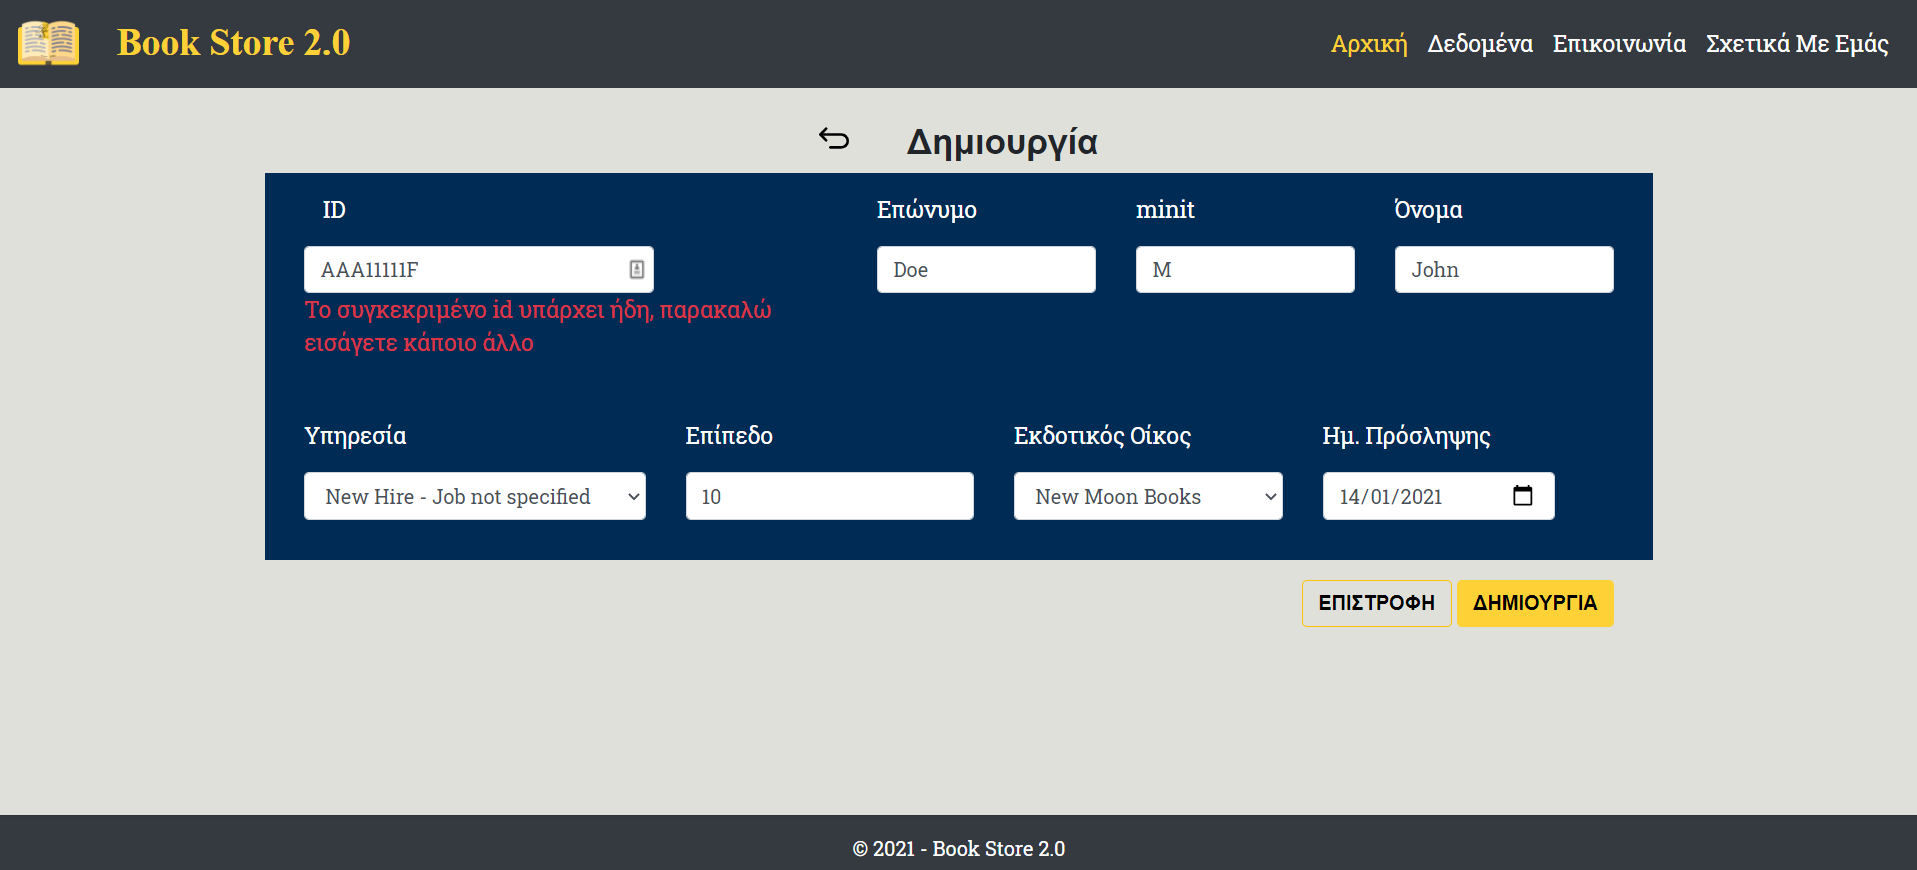 Book Store 2.0
Αρχική Δεδομένα Επικοινωνία Σχετικά Με Εμάς
Δημιουργία
ID Επώνυμο minit Όνομα
AAA11111F Doe M John
Το συγκεκριμένο id υπάρχει ήδη, παρακαλώ
εισάγετε κάποιο άλλο
Υπηρεσία Επίπεδο Εκδοτικός Οίκος Ημ. Πρόσληψης
New Hire - Job not specified 10 New Moon Books 14/01/2021
ΕΠΙΣΤΡΟΦΗ ΔΗΜΙΟΥΡΓΙΑ
© 2021 - Book Store 2.0